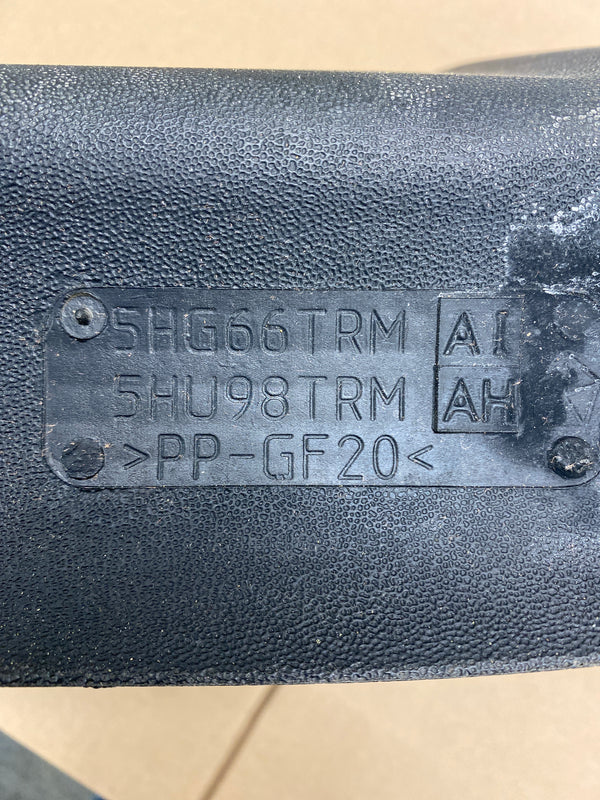 5HG66TRM AI
5HU98TRM AH
>PP-GF20<